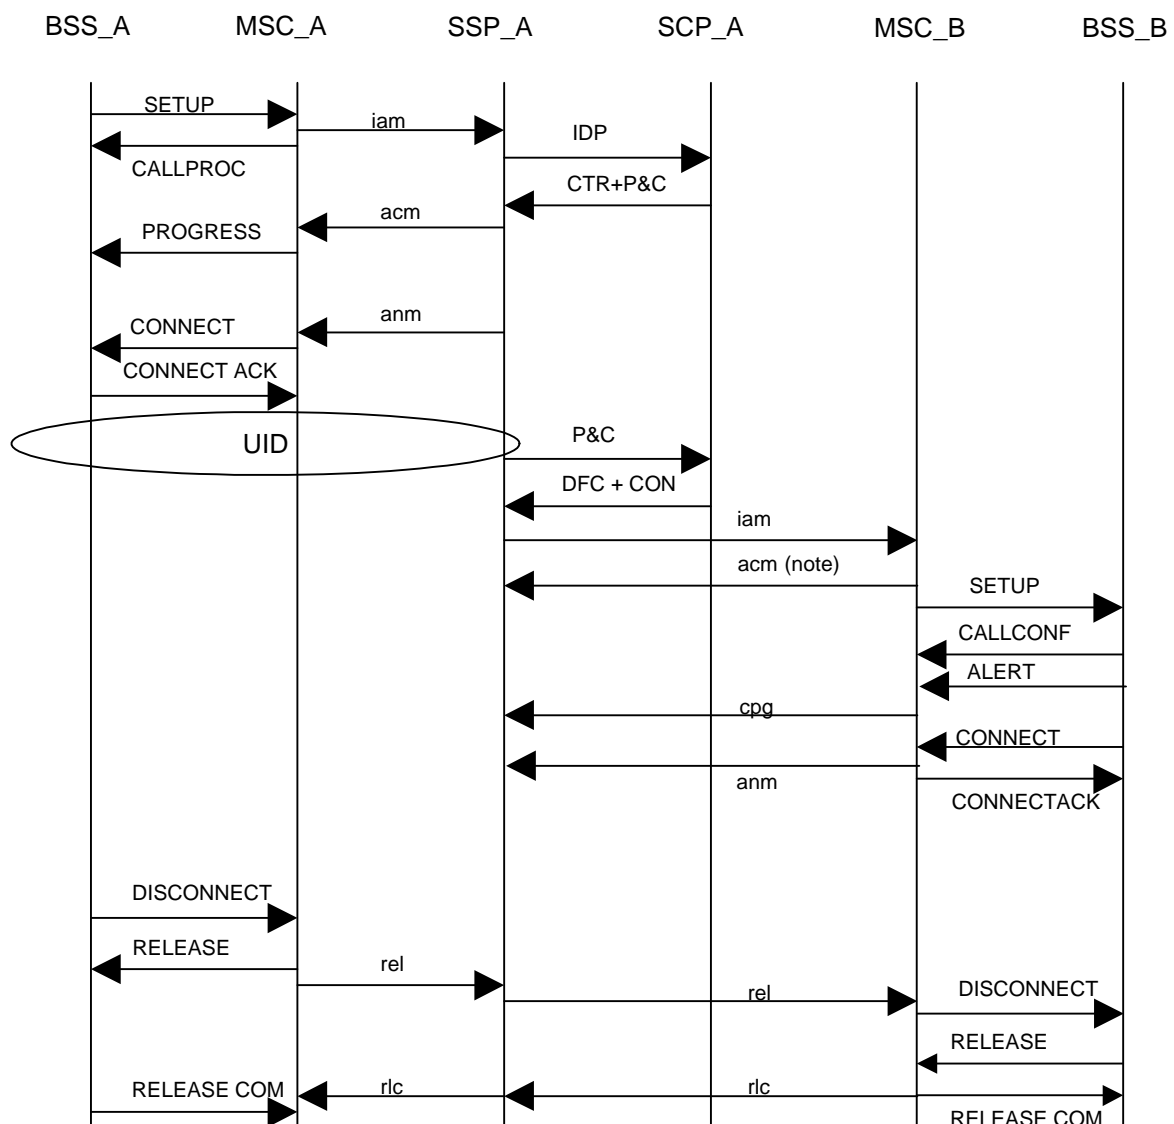 BSS_A MSC_A SSP_A SCP_A MSC_B BSS_B
SETUP
iam
IDP
CALLPROC
CTR+P&C
acm
PROGRESS
anm
CONNECT
CONNECT ACK
UID
P&C
DFC + CON
iam
acm (note)
SETUP
CALLCONF
ALERT
cpg
CONNECT
anm
CONNECTACK
DISCONNECT
RELEASE
rel
rel
DISCONNECT
RELEASE
RELEASE COM
rlc
rlc
RELEASE COM